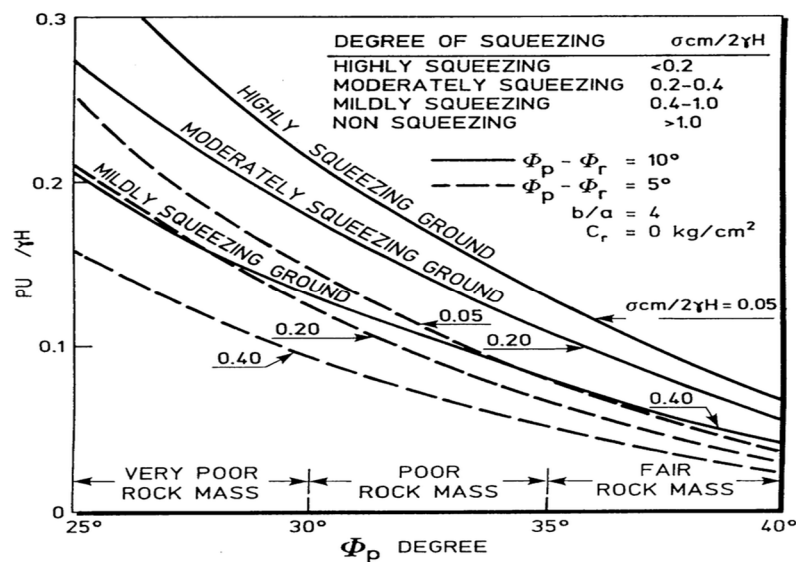 0.3
DEGREE OF SQUEEZING σcm/2γH
HIGHLY SQUEEZING <0.2
MODERATELY SQUEEZING 0.2-0.4
MILDLY SQUEEZING 0.4-1.0
NON SQUEEZING >1.0
Φp - Φr = 10°
Φp - Φr = 5°
b/a = 4
Cr = 0 kg/cm²
HIGHLY SQUEEZING GROUND
MODERATELY SQUEEZING GROUND
MILDLY SQUEEZING GROUND
0.2
PU /γH
σcm/2γH = 0.05
0.05
0.20
0.20
0.40
0.1
0.40
VERY POOR ROCK MASS
POOR ROCK MASS
FAIR ROCK MASS
0
25° 30° 35° 40°
Φp DEGREE